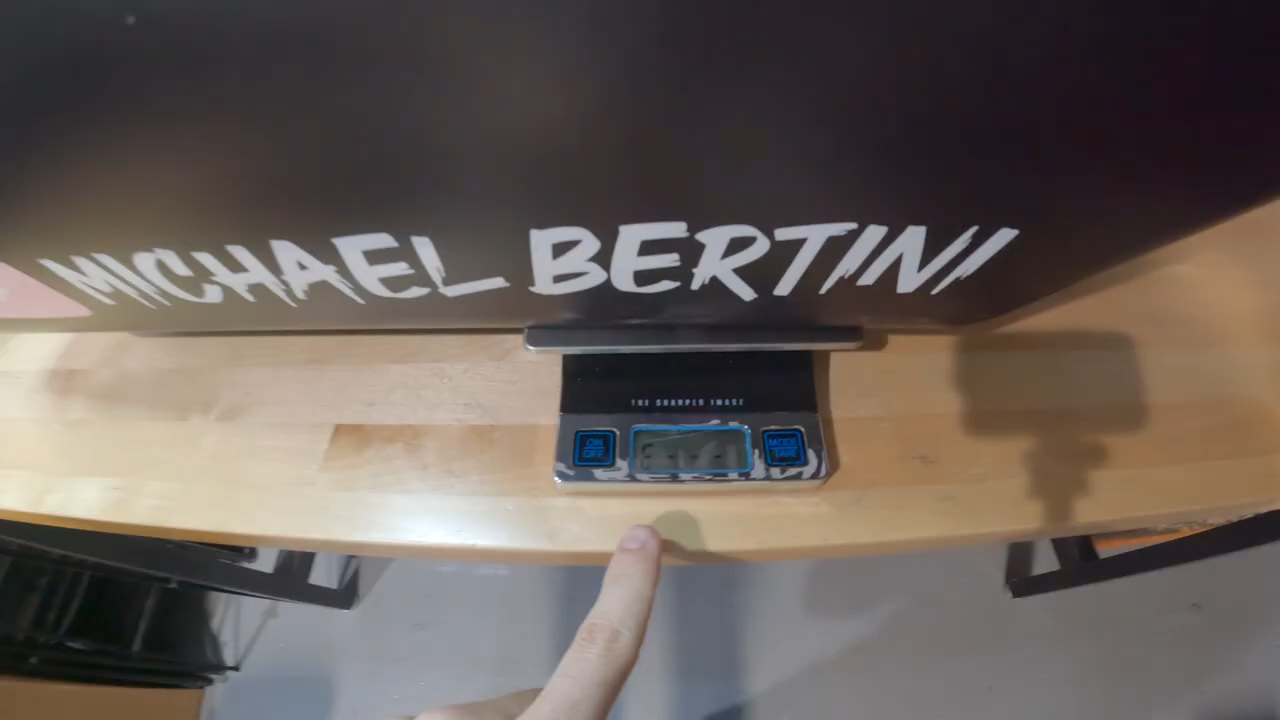 MICHAEL BERTINI
THE SHARPER IMAGE
ON
OFF
MODE
TARE